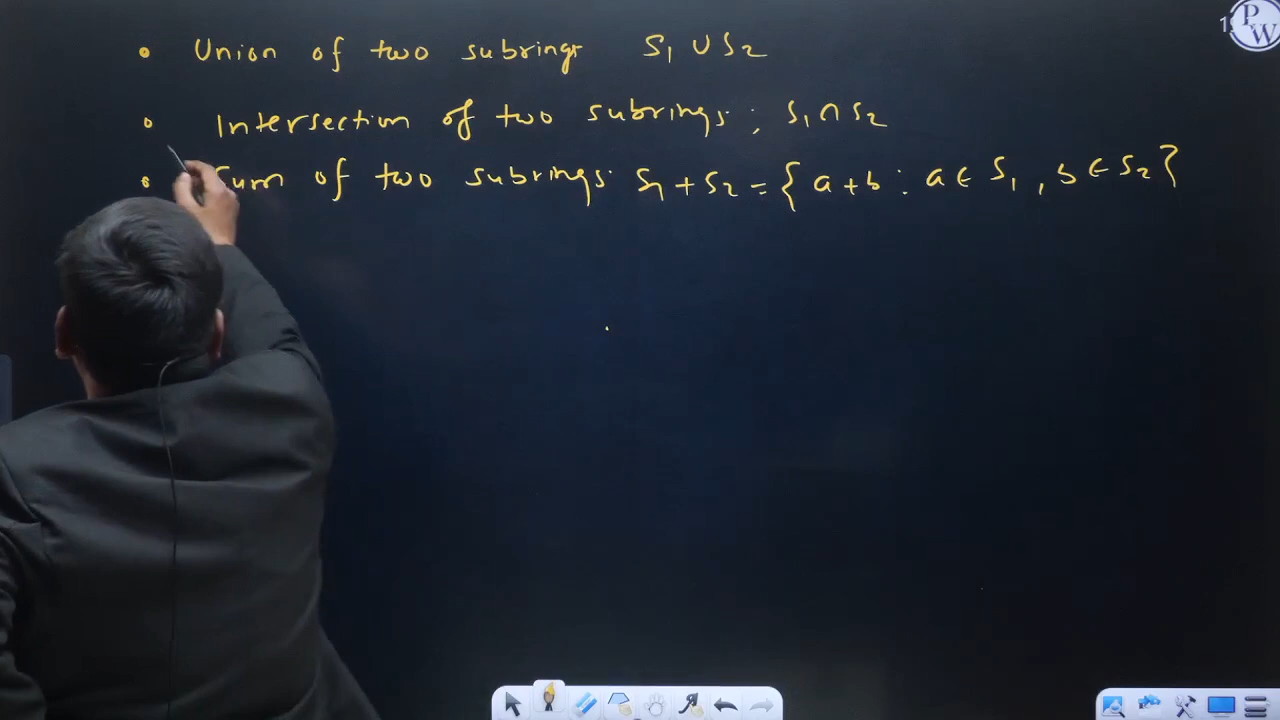 • Union of two subrings S₁ ∪ S₂
• Intersection of two subrings ; S₁ ∩ S₂
• Sum of two subrings S₁ + S₂ = { a + b : a ∈ S₁ , b ∈ S₂ }
PW